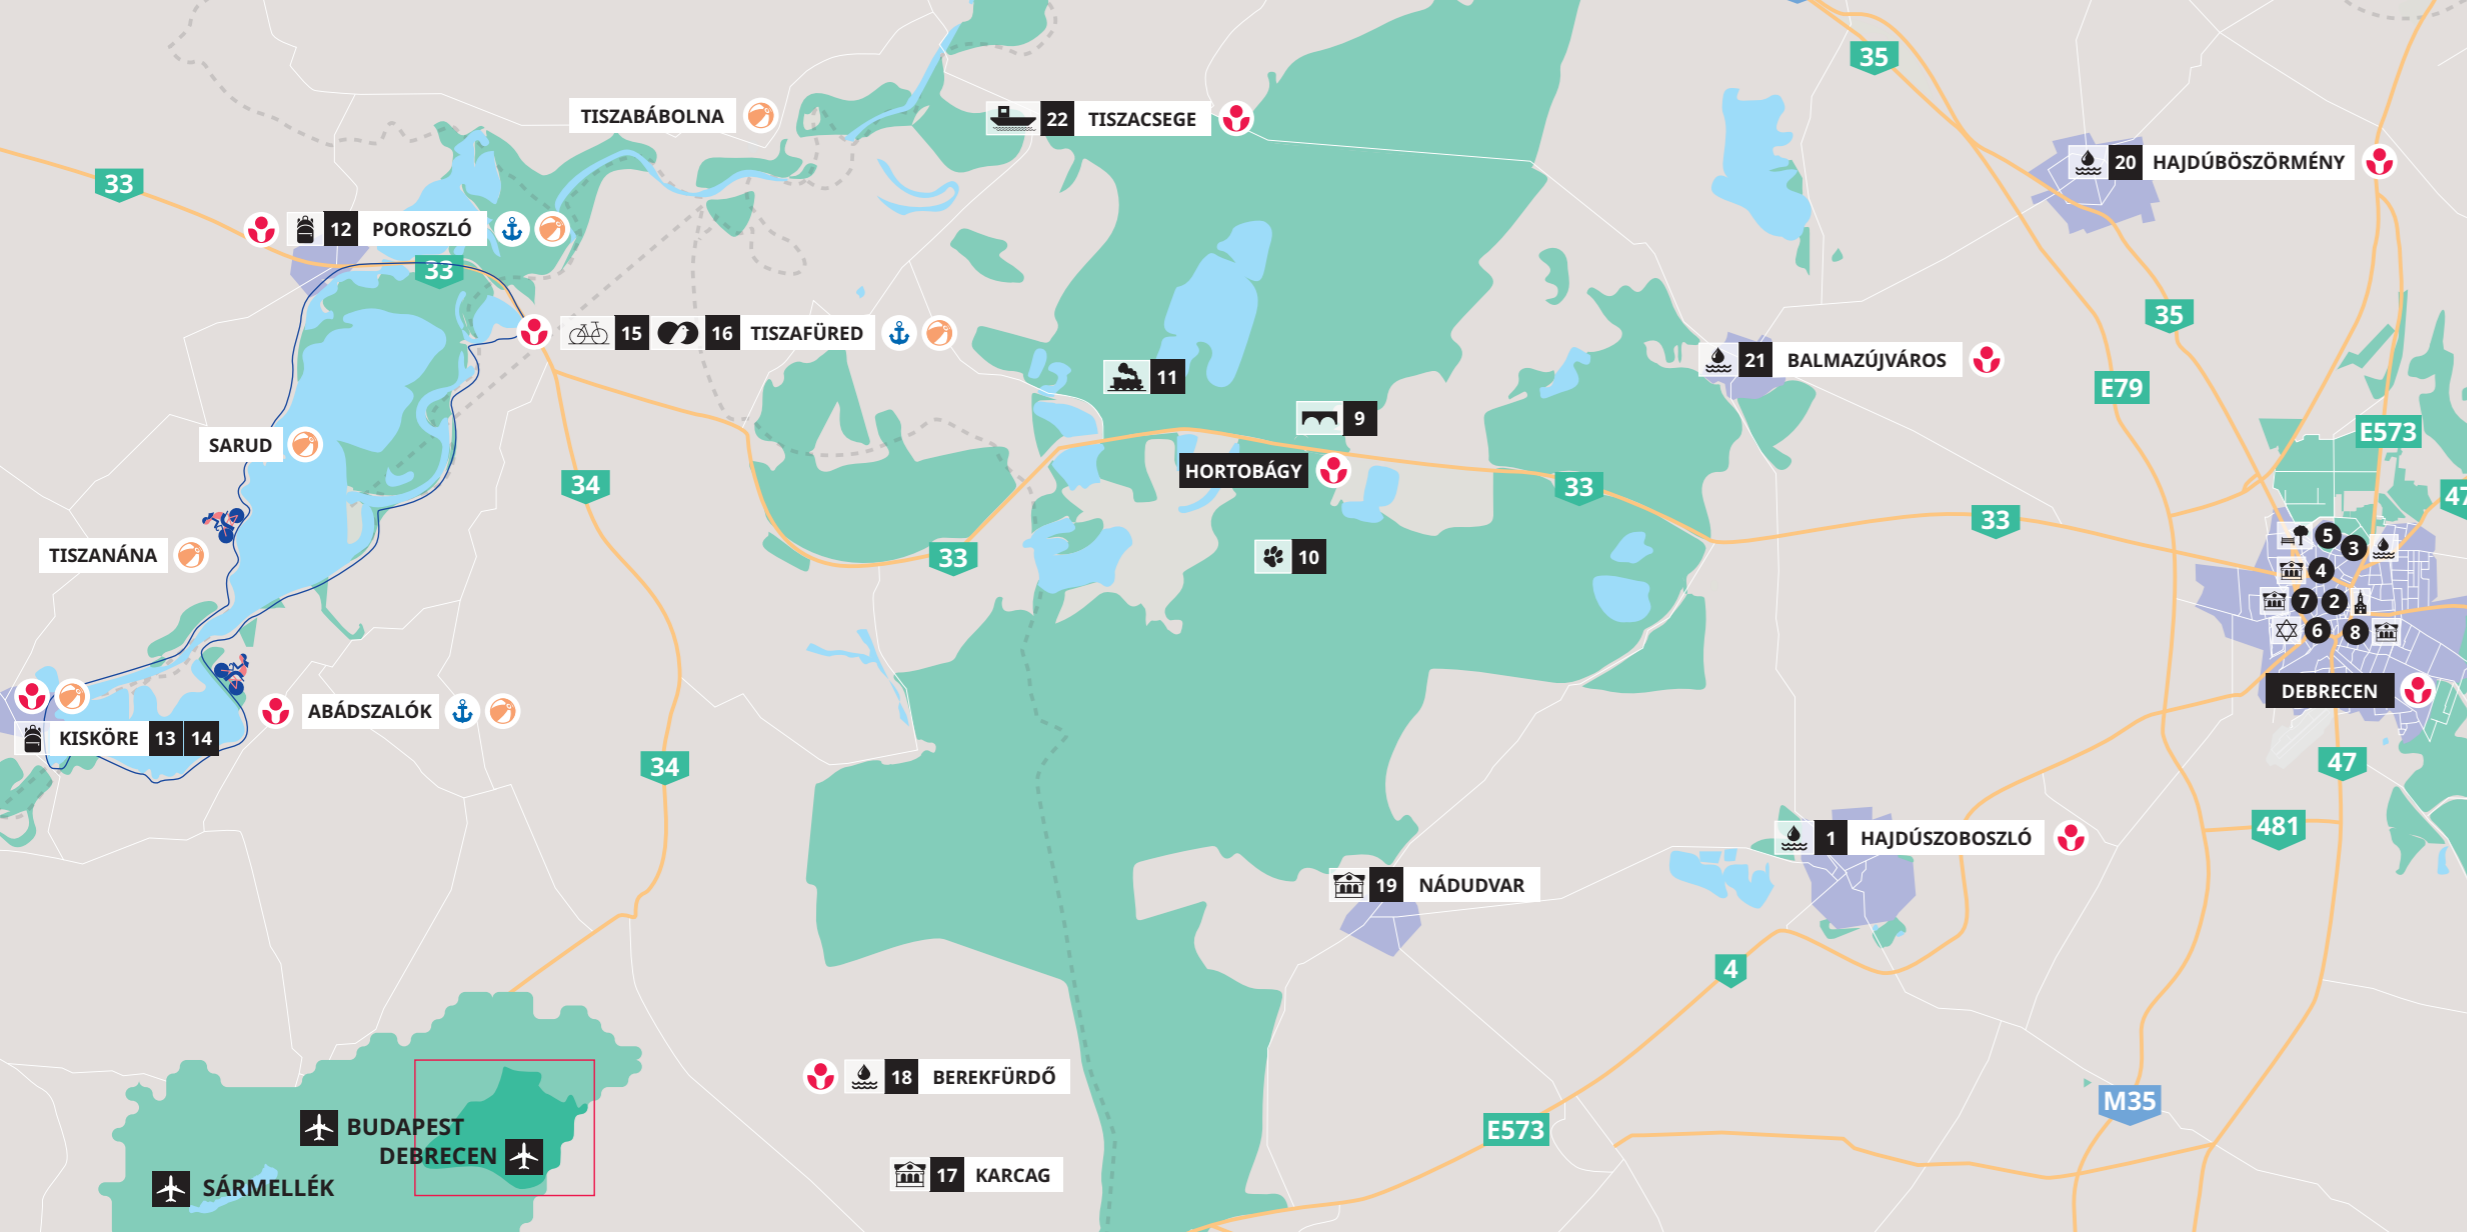 35
TISZABÁBOLNA
22 TISZACSEGE
20 HAJDÚBÖSZÖRMÉNY
33
12 POROSZLÓ
33
35
15 16 TISZAFÜRED
21 BALMAZÚJVÁROS
11
E79
9
E573
SARUD
HORTOBÁGY
34
33
47
33
5
3
TISZANÁNA
33
10
4
7 2
6 8
DEBRECEN
ABÁDSZALÓK
KISKÖRE 13 14
34
47
481
1 HAJDÚSZOBOSZLÓ
19 NÁDUDVAR
4
18 BEREKFÜRDŐ
M35
BUDAPEST
E573
DEBRECEN
17 KARCAG
SÁRMELLÉK